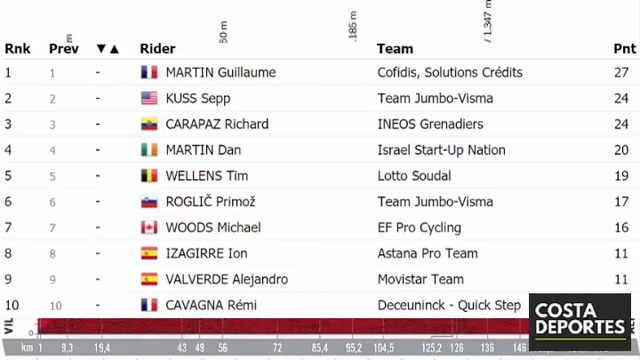 50 m
.185 m
/ 1.347 m
m
Rnk Prev ▼▲ Rider Team Pnt
1 1 - MARTIN Guillaume Cofidis, Solutions Crédits 27
2 2 - KUSS Sepp Team Jumbo-Visma 24
3 3 - CARAPAZ Richard INEOS Grenadiers 24
4 4 - MARTIN Dan Israel Start-Up Nation 20
5 5 - WELLENS Tim Lotto Soudal 19
6 6 - ROGLIČ Primož Team Jumbo-Visma 17
7 7 - WOODS Michael EF Pro Cycling 16
8 8 - IZAGIRRE Ion Astana Pro Team 11
9 9 - VALVERDE Alejandro Movistar Team 11
10 10 - CAVAGNA Rémi Deceuninck - Quick Step
COSTA
DEPORTES
VIL
km 1 9,3 19,4 43 49 56 72 85,4 95,2 104,5 125,2 128 136 146